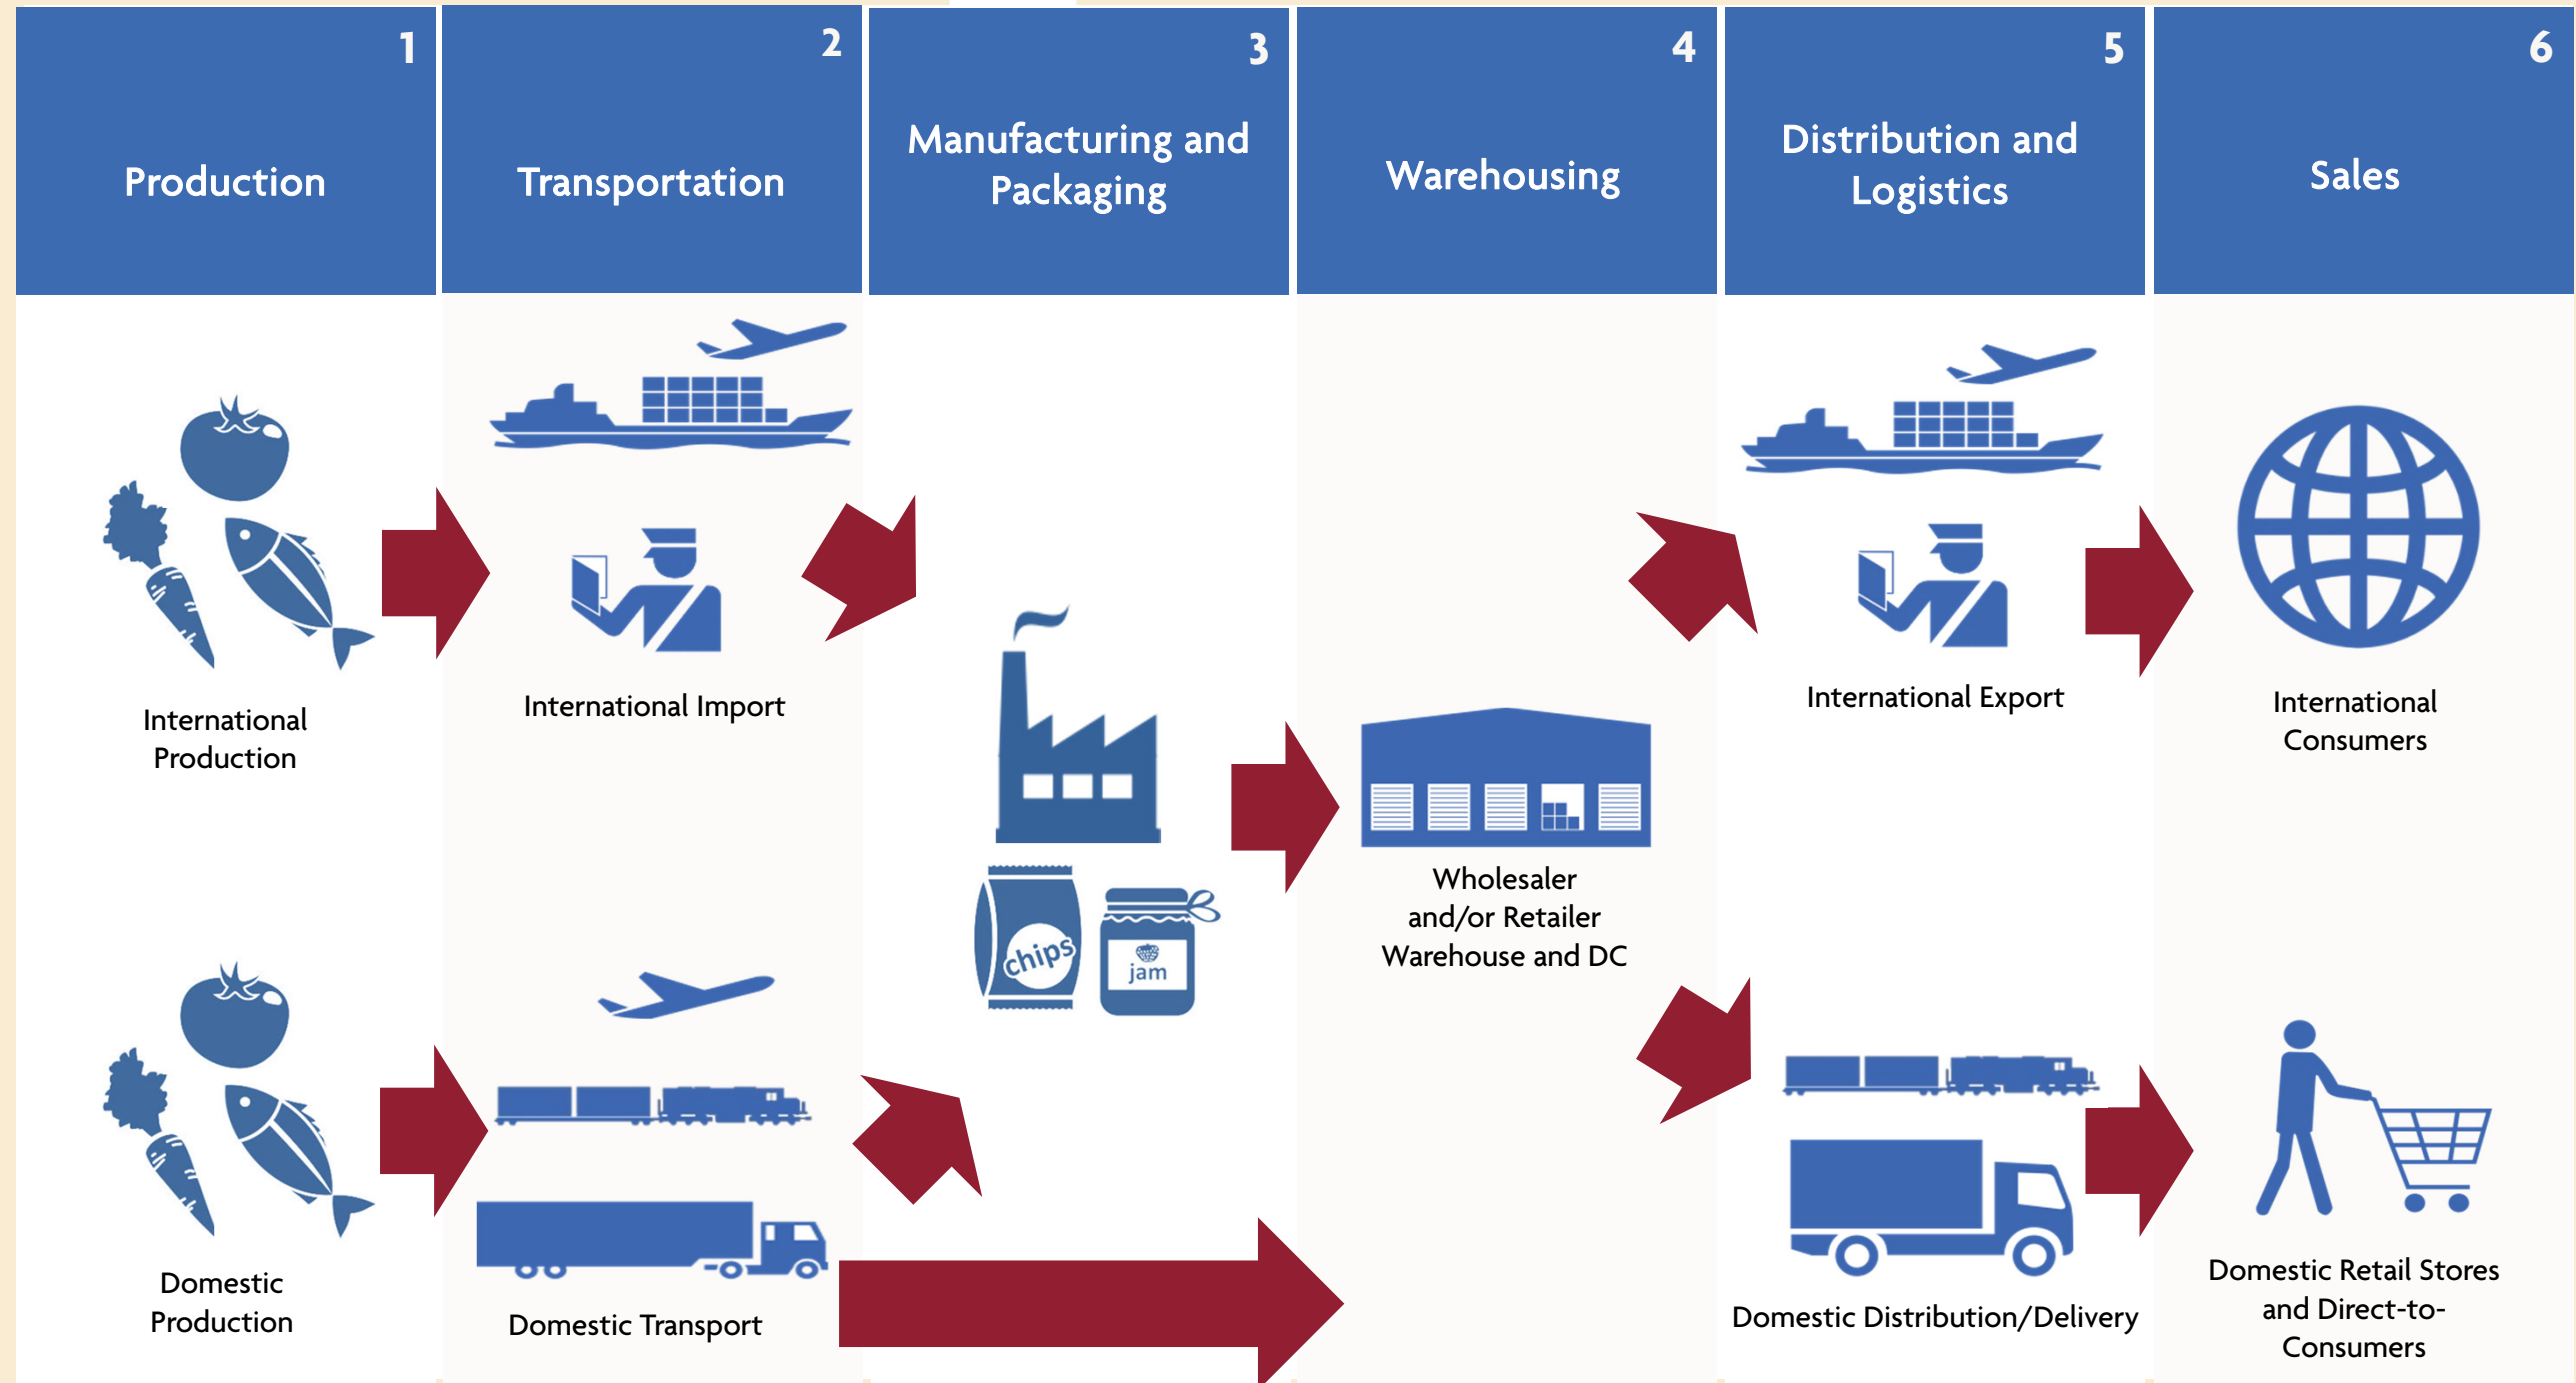 1
Production
2
Transportation
3
Manufacturing and
Packaging
4
Warehousing
5
Distribution and
Logistics
6
Sales
International
Production
International Import
International Export
International
Consumers
Wholesaler
and/or Retailer
Warehouse and DC
chips
jam
Domestic
Production
Domestic Transport
Domestic Distribution/Delivery
Domestic Retail Stores
and Direct-to-
Consumers